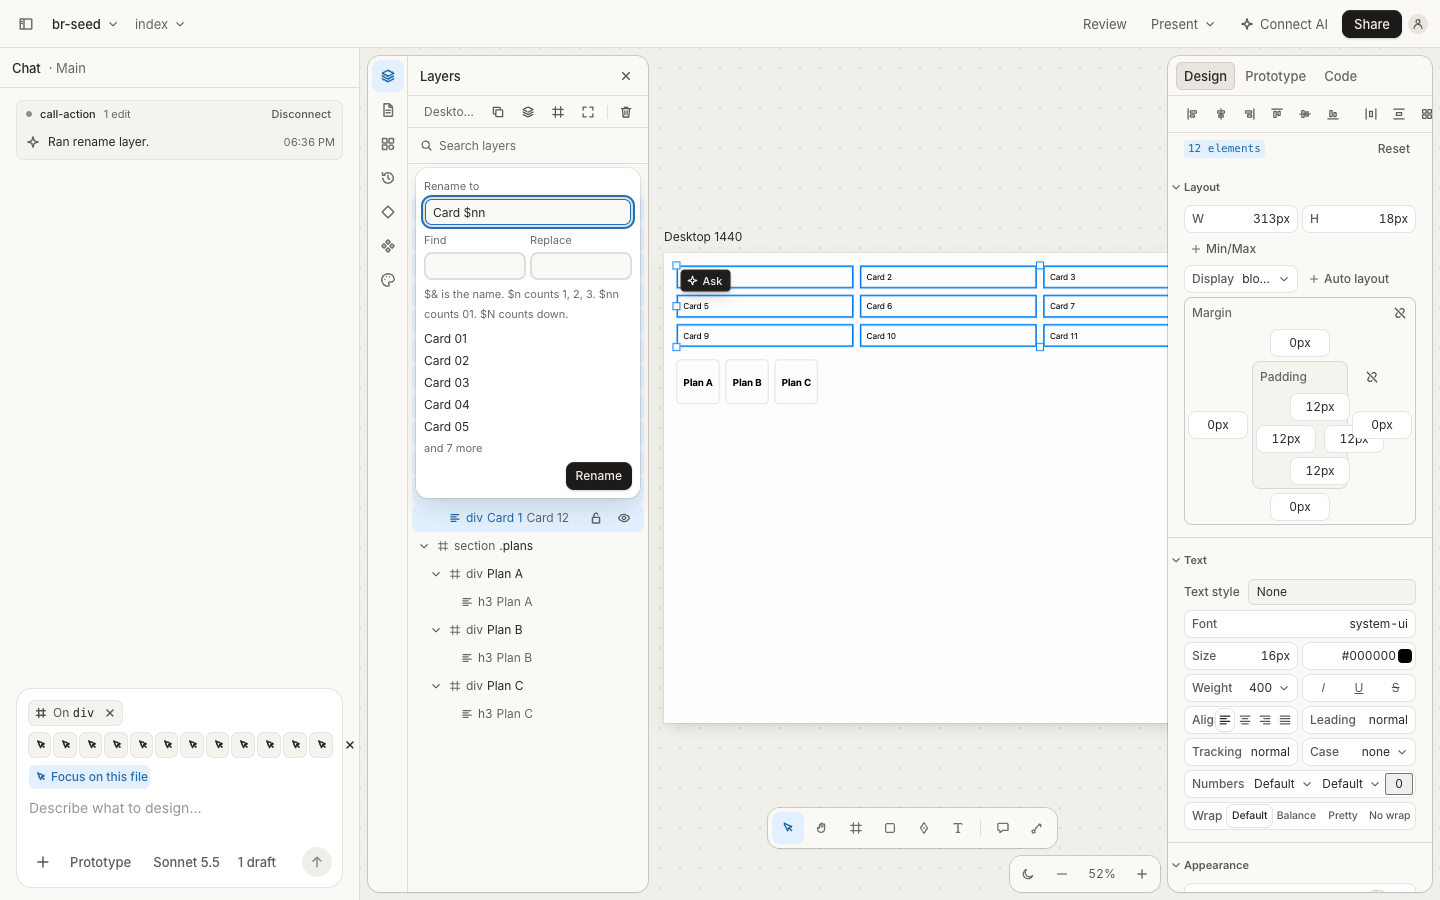 br-seed
index
Review
Present
Connect AI
Share
Chat · Main
call-action 1 edit
Disconnect
Ran rename layer.
06:36 PM
On div
Focus on this file
Describe what to design...
Prototype
Sonnet 5.5
1 draft
Layers
Deskto...
Search layers
Rename to
Card $nn
Find
Replace
$& is the name. $n counts 1, 2, 3. $nn
counts 01. $N counts down.
Card 01
Card 02
Card 03
Card 04
Card 05
and 7 more
Rename
div Card 1 Card 12
section .plans
div Plan A
h3 Plan A
div Plan B
h3 Plan B
div Plan C
h3 Plan C
Desktop 1440
Ask
Card 2
Card 3
Card 5
Card 6
Card 7
Card 9
Card 10
Card 11
Plan A
Plan B
Plan C
52%
Design
Prototype
Code
12 elements
Reset
Layout
W 313px
H 18px
Min/Max
Display blo...
Auto layout
Margin
0px
Padding
12px
0px
12px
12px
0px
12px
0px
Text
Text style None
Font system-ui
Size 16px
#000000
Weight 400
I U S
Alig
Leading normal
Tracking normal
Case none
Numbers Default Default 0
Wrap Default Balance Pretty No wrap
Appearance